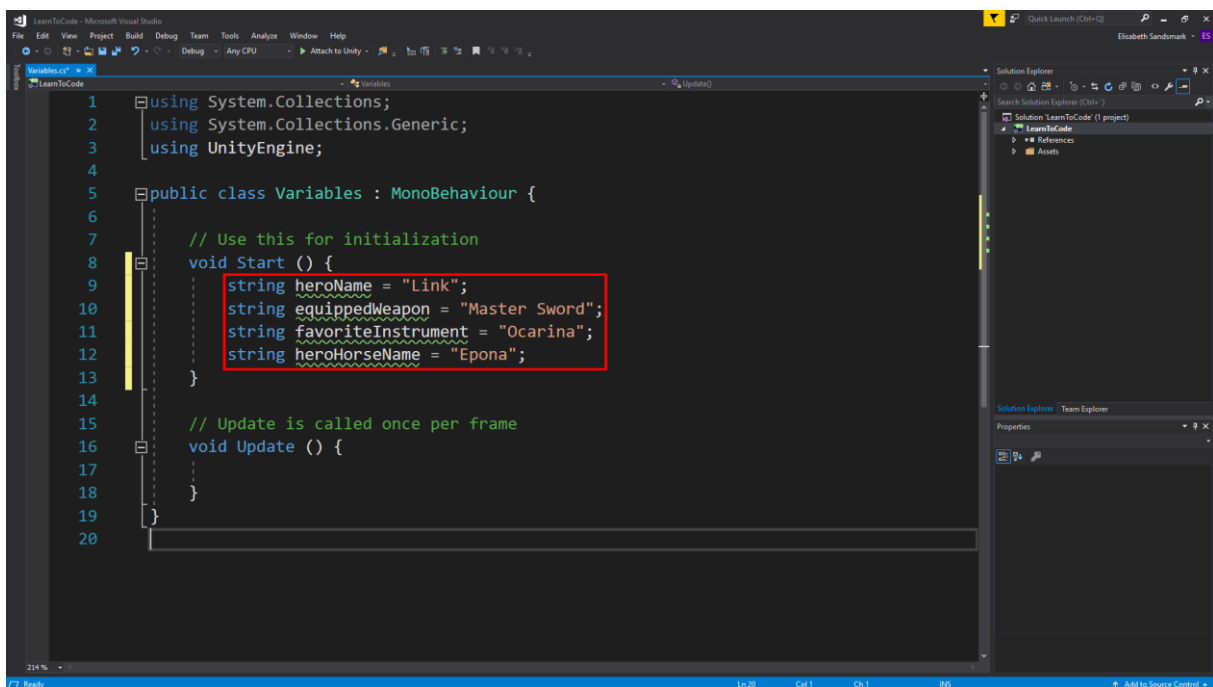 LearnToCode - Microsoft Visual Studio
Quick Launch (Ctrl+Q)
File Edit View Project Build Debug Team Tools Analyze Window Help
Elisabeth Sandsmark ES
Debug Any CPU Attach to Unity
Toolbox
Variables.cs*
LearnToCode Variables Update()
1 using System.Collections;
2 using System.Collections.Generic;
3 using UnityEngine;
4
5 public class Variables : MonoBehaviour {
6
7 // Use this for initialization
8 void Start () {
9 string heroName = "Link";
10 string equippedWeapon = "Master Sword";
11 string favoriteInstrument = "Ocarina";
12 string heroHorseName = "Epona";
13 }
14
15 // Update is called once per frame
16 void Update () {
17
18 }
19 }
20
214 %
Solution Explorer
Search Solution Explorer (Ctrl+¨)
Solution 'LearnToCode' (1 project)
LearnToCode
References
Assets
Solution Explorer Team Explorer
Properties
Ready Ln 20 Col 1 Ch 1 INS Add to Source Control